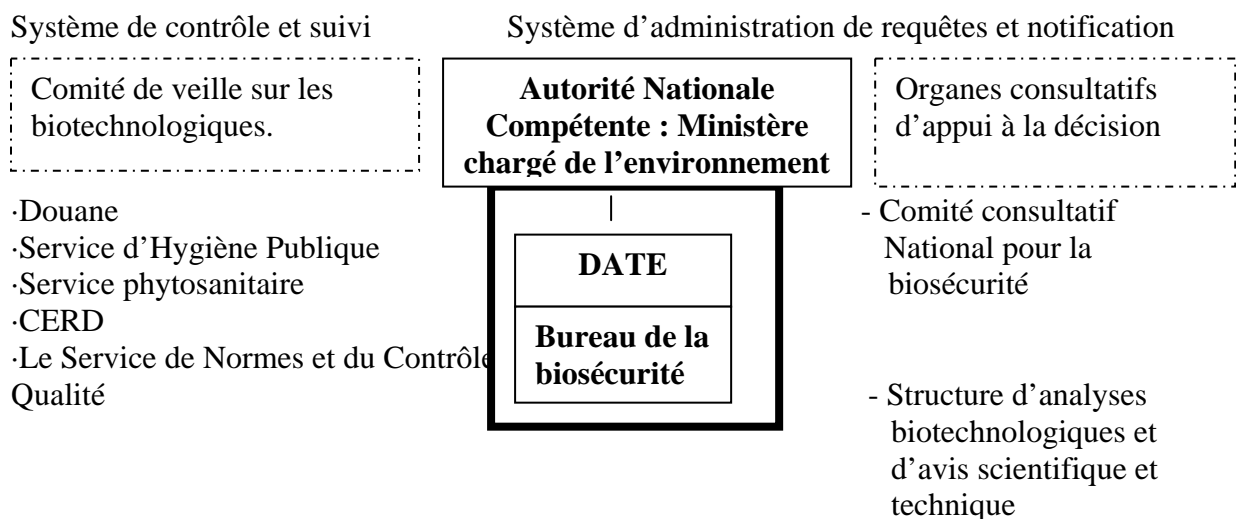 Système de contrôle et suivi
Système d’administration de requêtes et notification
Comité de veille sur les
biotechnologiques.
Autorité Nationale
Compétente : Ministère
chargé de l’environnement
Organes consultatifs
d’appui à la décision
·Douane
·Service d’Hygiène Publique
·Service phytosanitaire
·CERD
·Le Service de Normes et du Contrôle
Qualité
DATE
Bureau de la
biosécurité
- Comité consultatif
National pour la
biosécurité
- Structure d’analyses
biotechnologiques et
d’avis scientifique et
technique